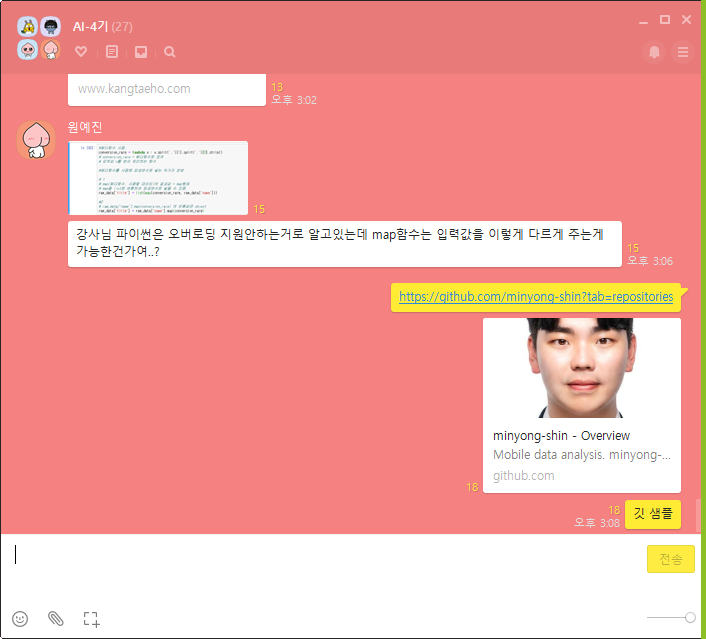 AI-4기 (27)
www.kangtaeho.com
13
오후 3:02
원예진
15
강사님 파이썬은 오버로딩 지원안하는거로 알고있는데 map함수는 입력값을 이렇게 다르게 주는게
가능한건가여..?
15
오후 3:06
https://github.com/minyong-shin?tab=repositories
minyong-shin - Overview
Mobile data analysis. minyong-...
github.com
18
18
오후 3:08
깃 샘플
전송